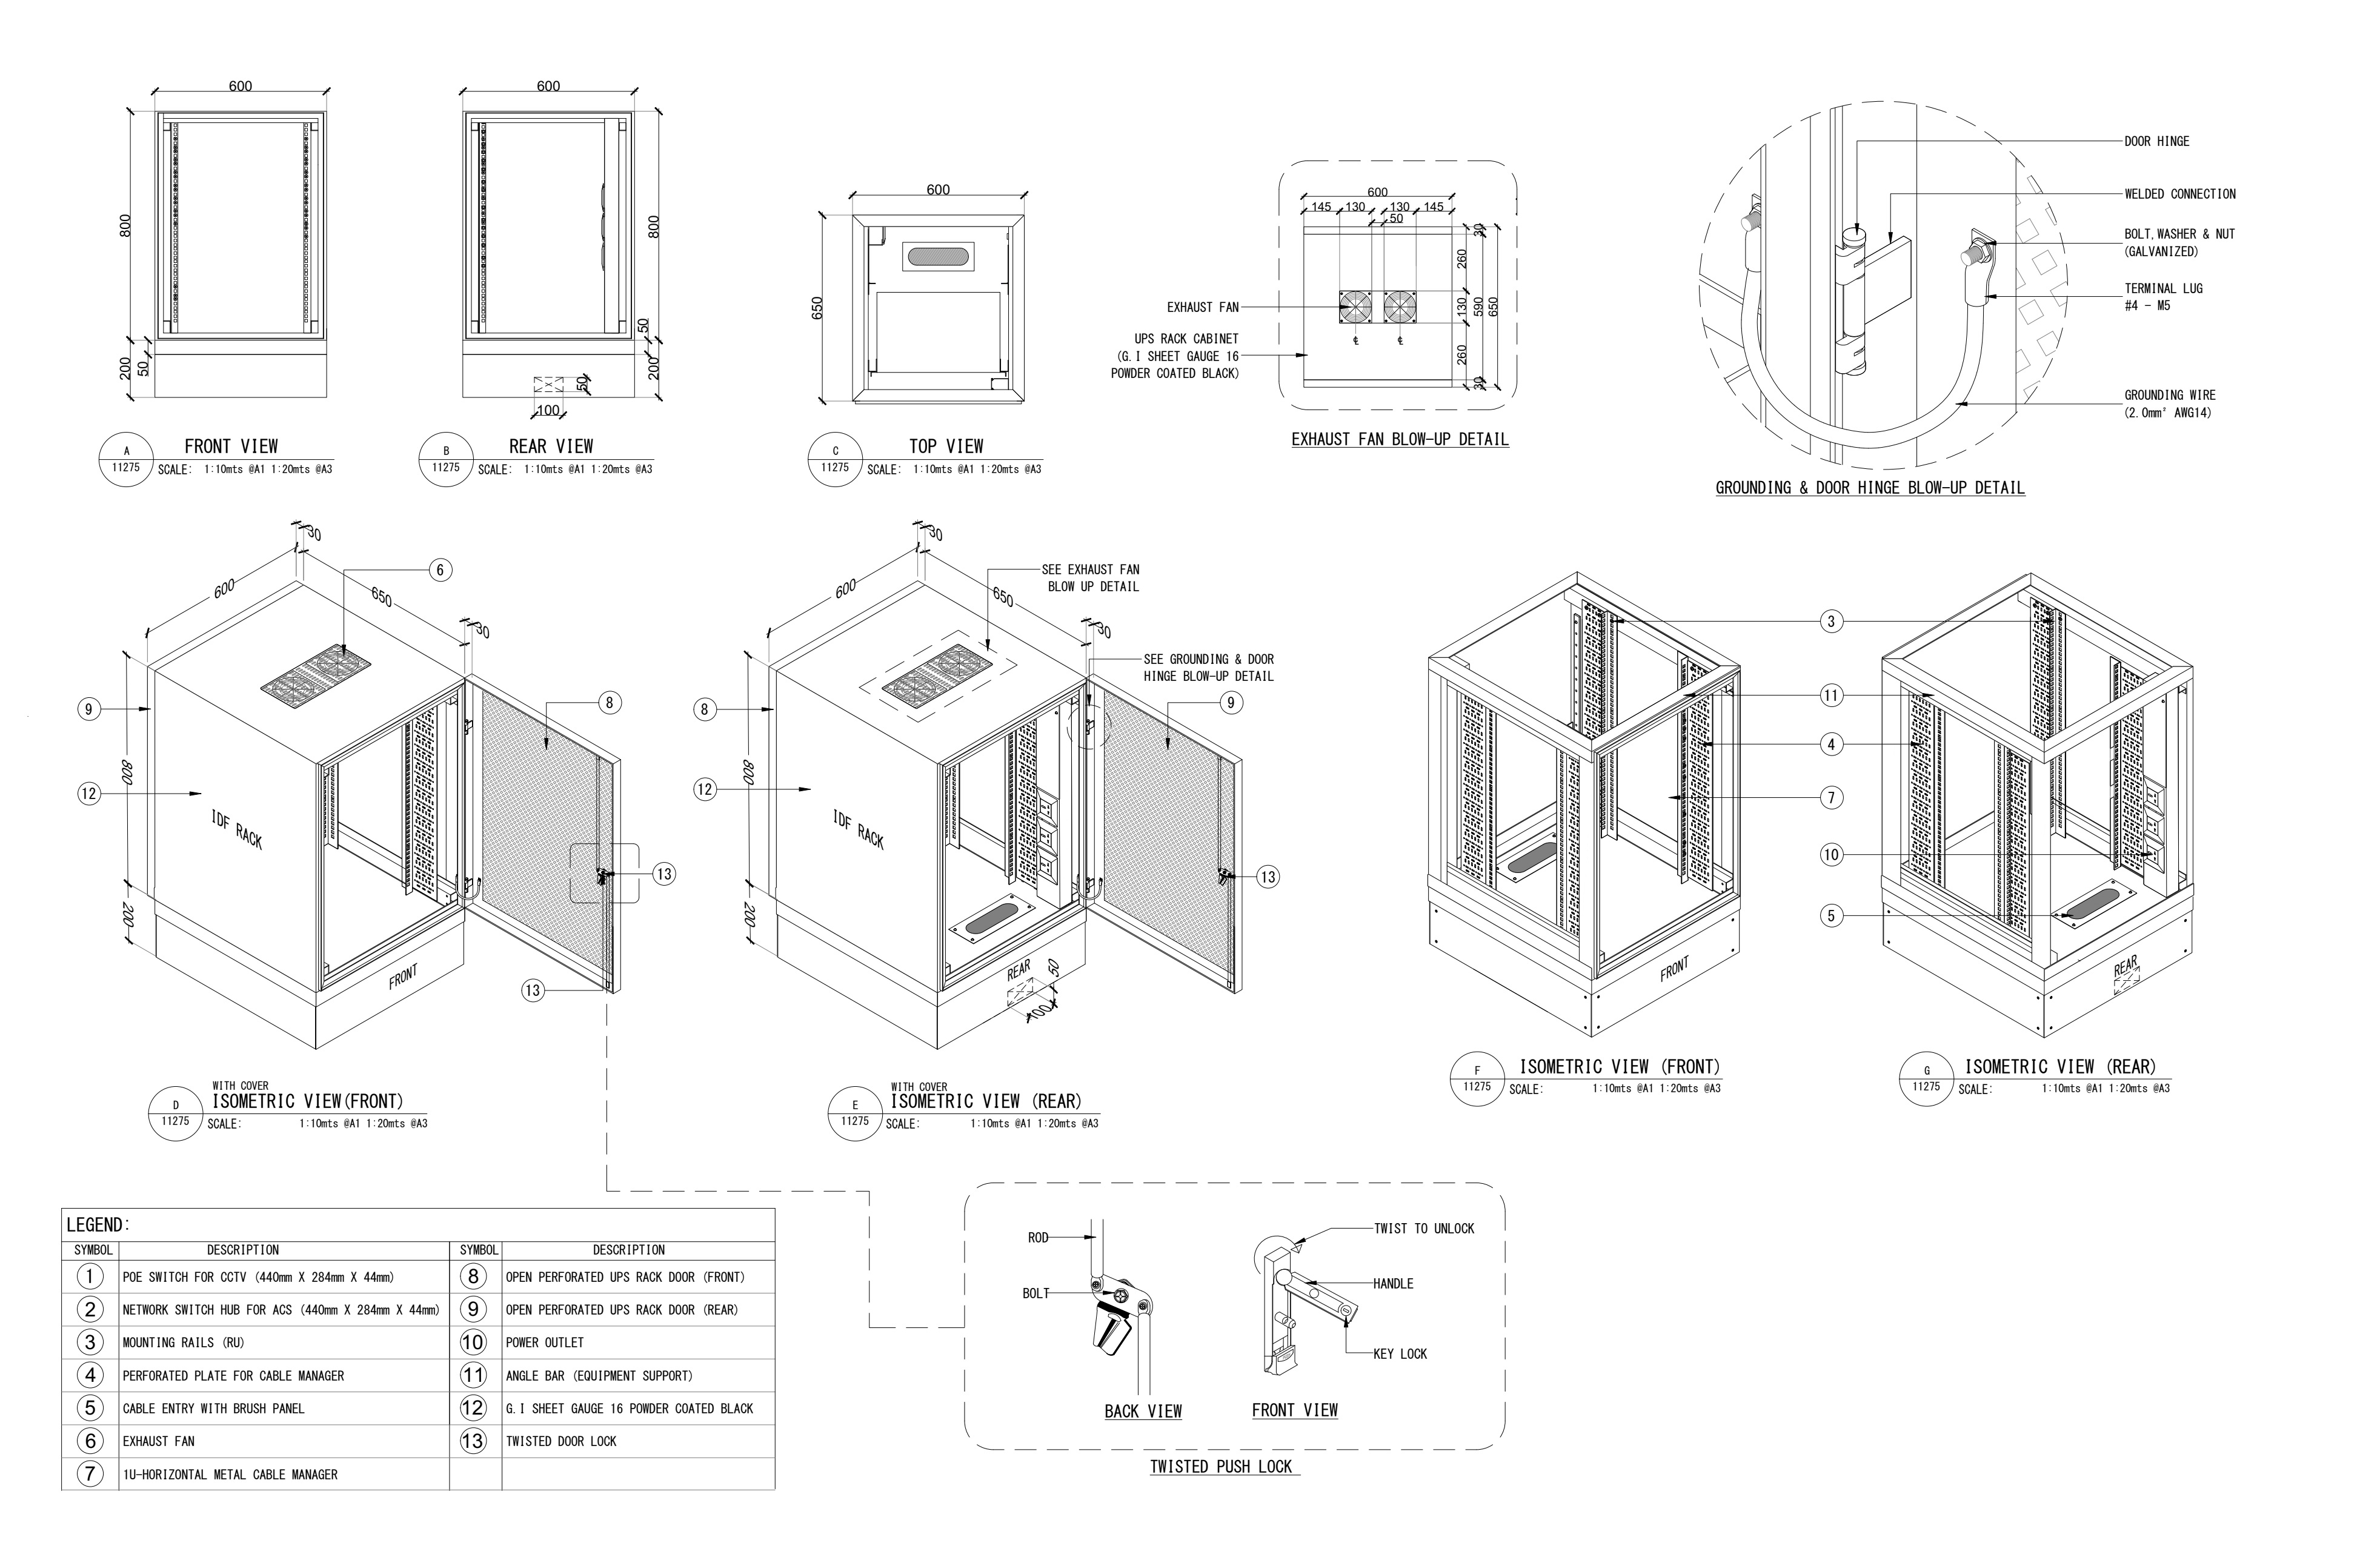 600
800
200
50
A
11275
FRONT VIEW
SCALE: 1:10mts @A1 1:20mts @A3
600
800
50
200
50
100
B
11275
REAR VIEW
SCALE: 1:10mts @A1 1:20mts @A3
600
650
C
11275
TOP VIEW
SCALE: 1:10mts @A1 1:20mts @A3
600
145 130 130 145
50
30
260
130
260
30
590
650
EXHAUST FAN
UPS RACK CABINET
(G.I SHEET GAUGE 16
POWDER COATED BLACK)
EXHAUST FAN BLOW-UP DETAIL
DOOR HINGE
WELDED CONNECTION
BOLT,WASHER & NUT
(GALVANIZED)
TERMINAL LUG
#4 - M5
GROUNDING WIRE
(2.0mm² AWG14)
GROUNDING & DOOR HINGE BLOW-UP DETAIL
30
600
650
30
6
9
8
12
800
200
IDF RACK
FRONT
13
13
D
11275
WITH COVER
ISOMETRIC VIEW(FRONT)
SCALE: 1:10mts @A1 1:20mts @A3
30
600
650
30
SEE EXHAUST FAN
BLOW UP DETAIL
SEE GROUNDING & DOOR
HINGE BLOW-UP DETAIL
8
9
12
800
200
IDF RACK
13
REAR
50
100
E
11275
WITH COVER
ISOMETRIC VIEW (REAR)
SCALE: 1:10mts @A1 1:20mts @A3
3
11
4
7
10
5
FRONT
REAR
F
11275
ISOMETRIC VIEW (FRONT)
SCALE: 1:10mts @A1 1:20mts @A3
G
11275
ISOMETRIC VIEW (REAR)
SCALE: 1:10mts @A1 1:20mts @A3
LEGEND:
SYMBOL DESCRIPTION SYMBOL DESCRIPTION
1 POE SWITCH FOR CCTV (440mm X 284mm X 44mm) 8 OPEN PERFORATED UPS RACK DOOR (FRONT)
2 NETWORK SWITCH HUB FOR ACS (440mm X 284mm X 44mm) 9 OPEN PERFORATED UPS RACK DOOR (REAR)
3 MOUNTING RAILS (RU) 10 POWER OUTLET
4 PERFORATED PLATE FOR CABLE MANAGER 11 ANGLE BAR (EQUIPMENT SUPPORT)
5 CABLE ENTRY WITH BRUSH PANEL 12 G.I SHEET GAUGE 16 POWDER COATED BLACK
6 EXHAUST FAN 13 TWISTED DOOR LOCK
7 1U-HORIZONTAL METAL CABLE MANAGER
ROD
BOLT
BACK VIEW
TWIST TO UNLOCK
HANDLE
KEY LOCK
FRONT VIEW
TWISTED PUSH LOCK